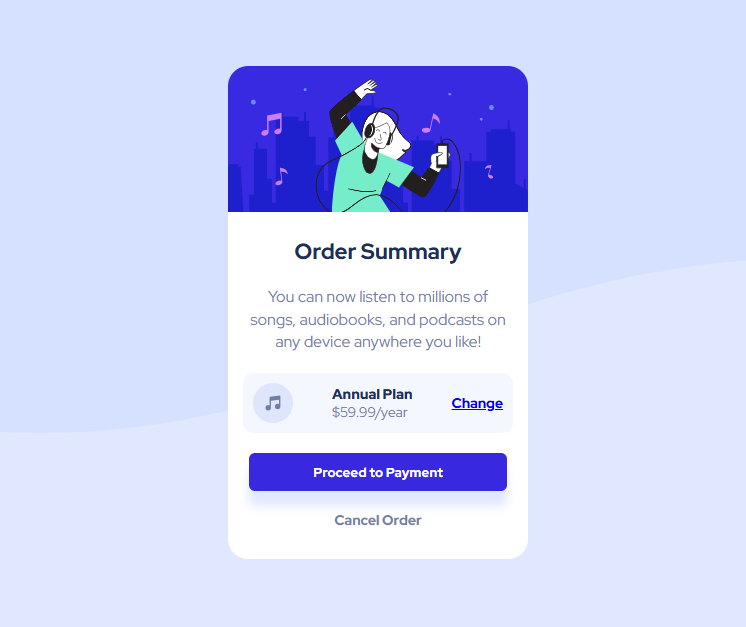 Order Summary
You can now listen to millions of
songs, audiobooks, and podcasts on
any device anywhere you like!
Annual Plan
$59.99/year
Change
Proceed to Payment
Cancel Order